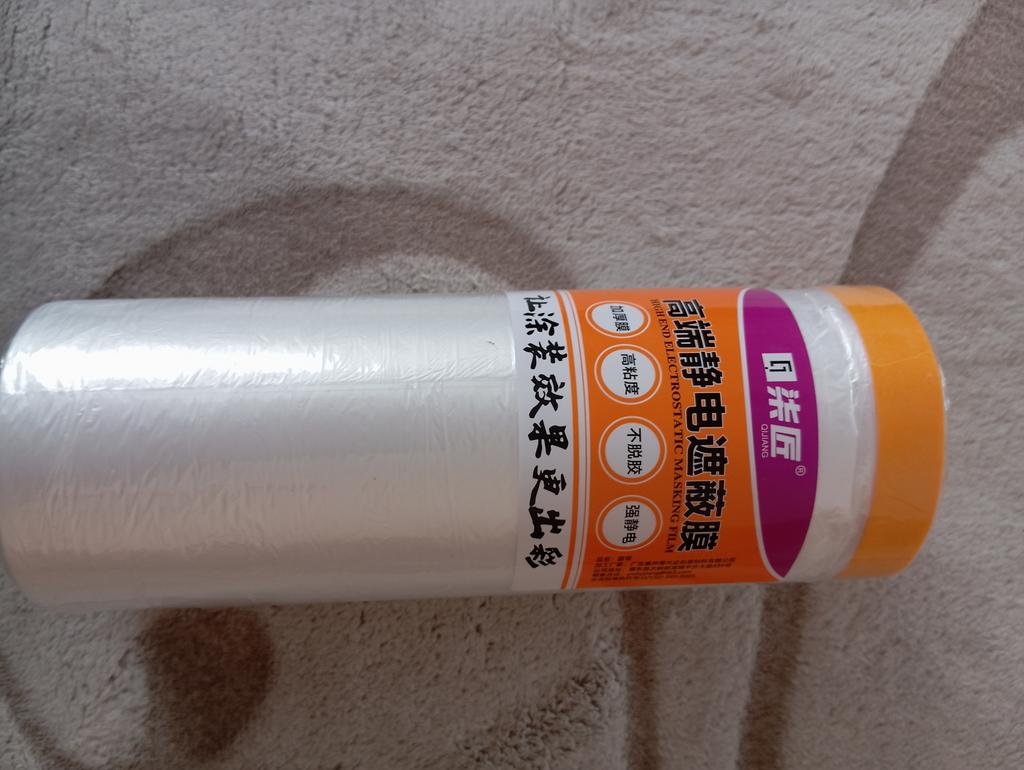 柒匠®
QIJIANG
高端静电遮蔽膜
HIGH END ELECTROSTATIC MASKING FILM
加厚膜
高粘度
不脱胶
强静电
让涂装效果更出彩